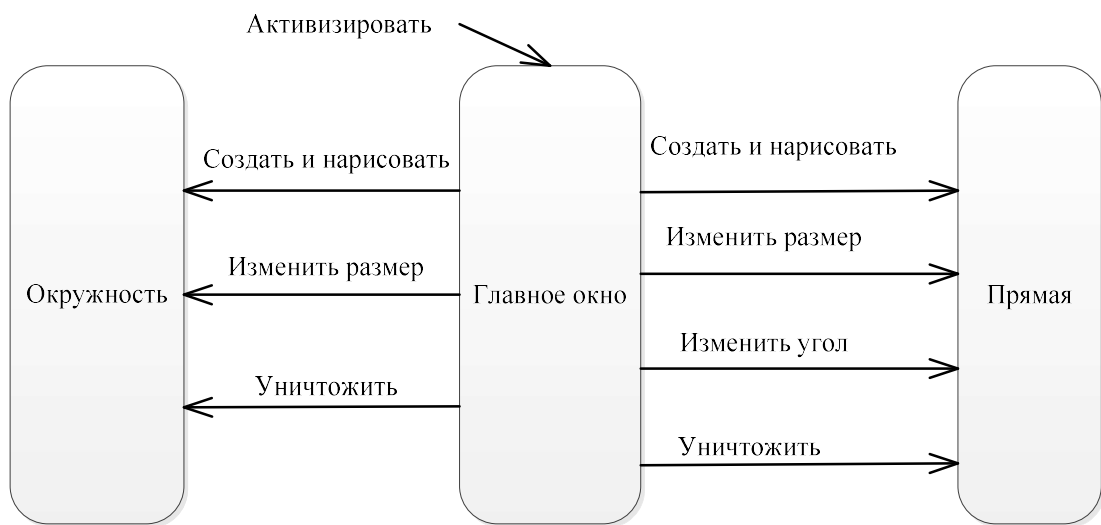 Активизировать
Создать и нарисовать
Создать и нарисовать
Изменить размер
Изменить размер
Окружность
Главное окно
Прямая
Изменить угол
Уничтожить
Уничтожить